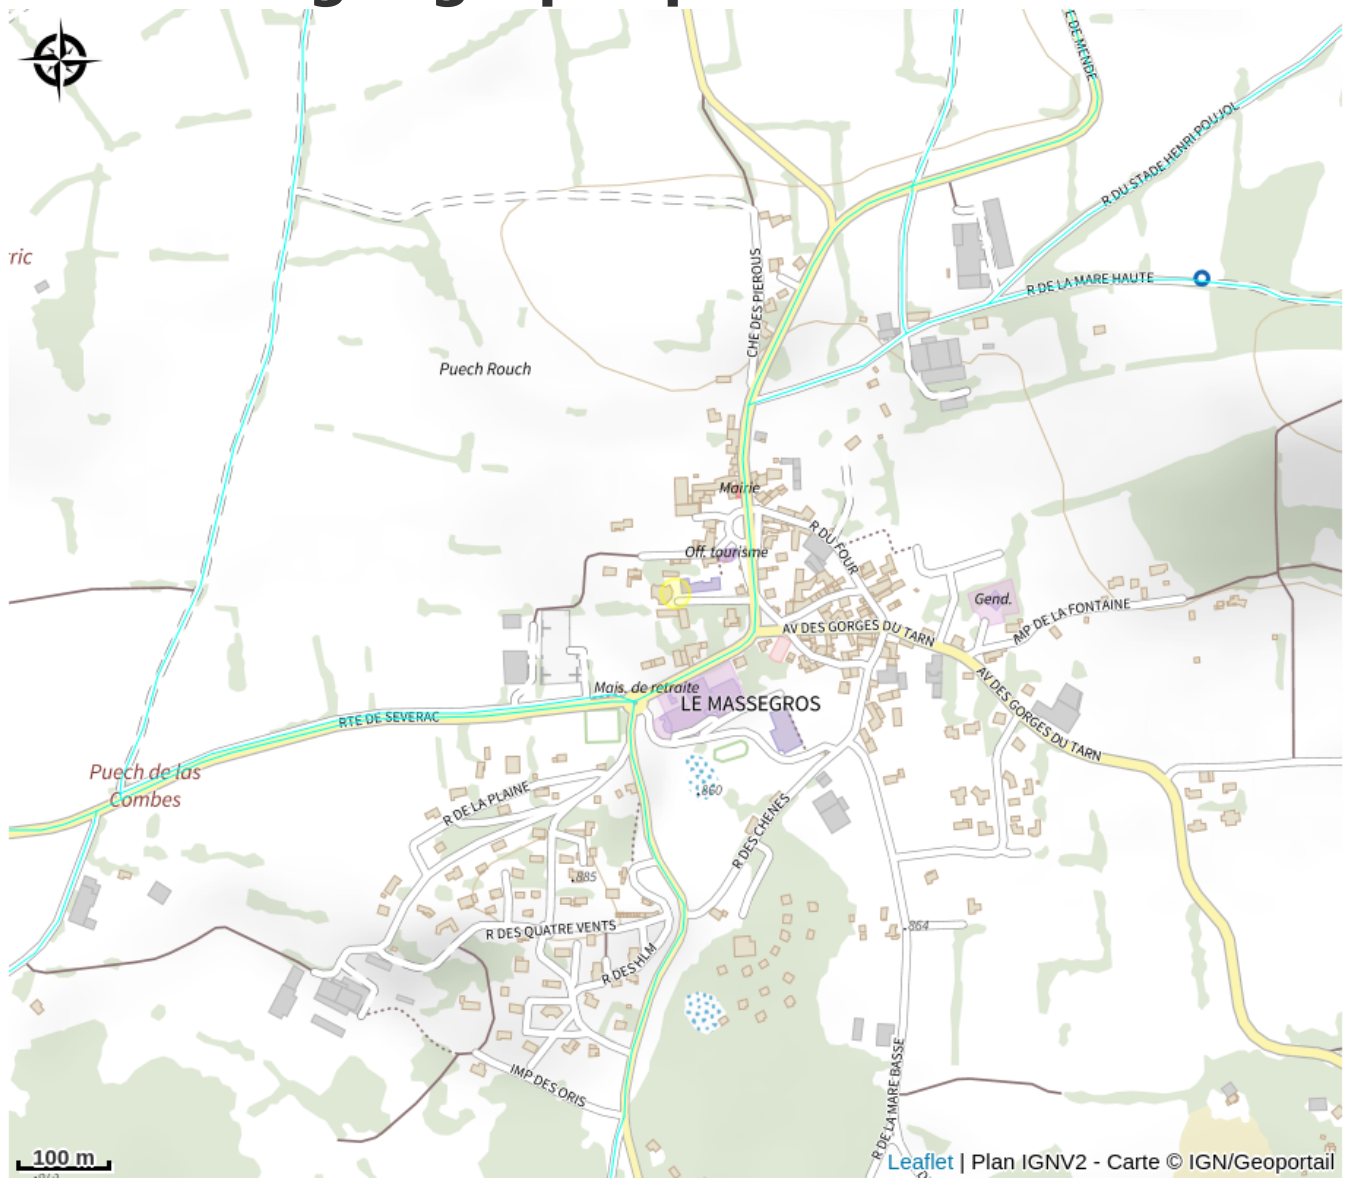 E DE MENDE
R DU STADE HENRI POUJOL
ric
CHE DES PIEROUS
R DE LA MARE HAUTE
Puech Rouch
Mairie
R DU FOUR
Off. tourisme
Gend.
IMP DE LA FONTAINE
AV DES GORGES DU TARN
Mais. de retraite
LE MASSEGROS
AV DES GORGES DU TARN
RTE DE SEVERAC
Puech de las
Combes
860
R DE LA PLAINE
R DES CHENES
885
R DES QUATRE VENTS
864
R DES HLM
IMP DES ORIS
R DE LA MARE BASSE
100 m
Leaflet | Plan IGNV2 - Carte © IGN/Geoportail